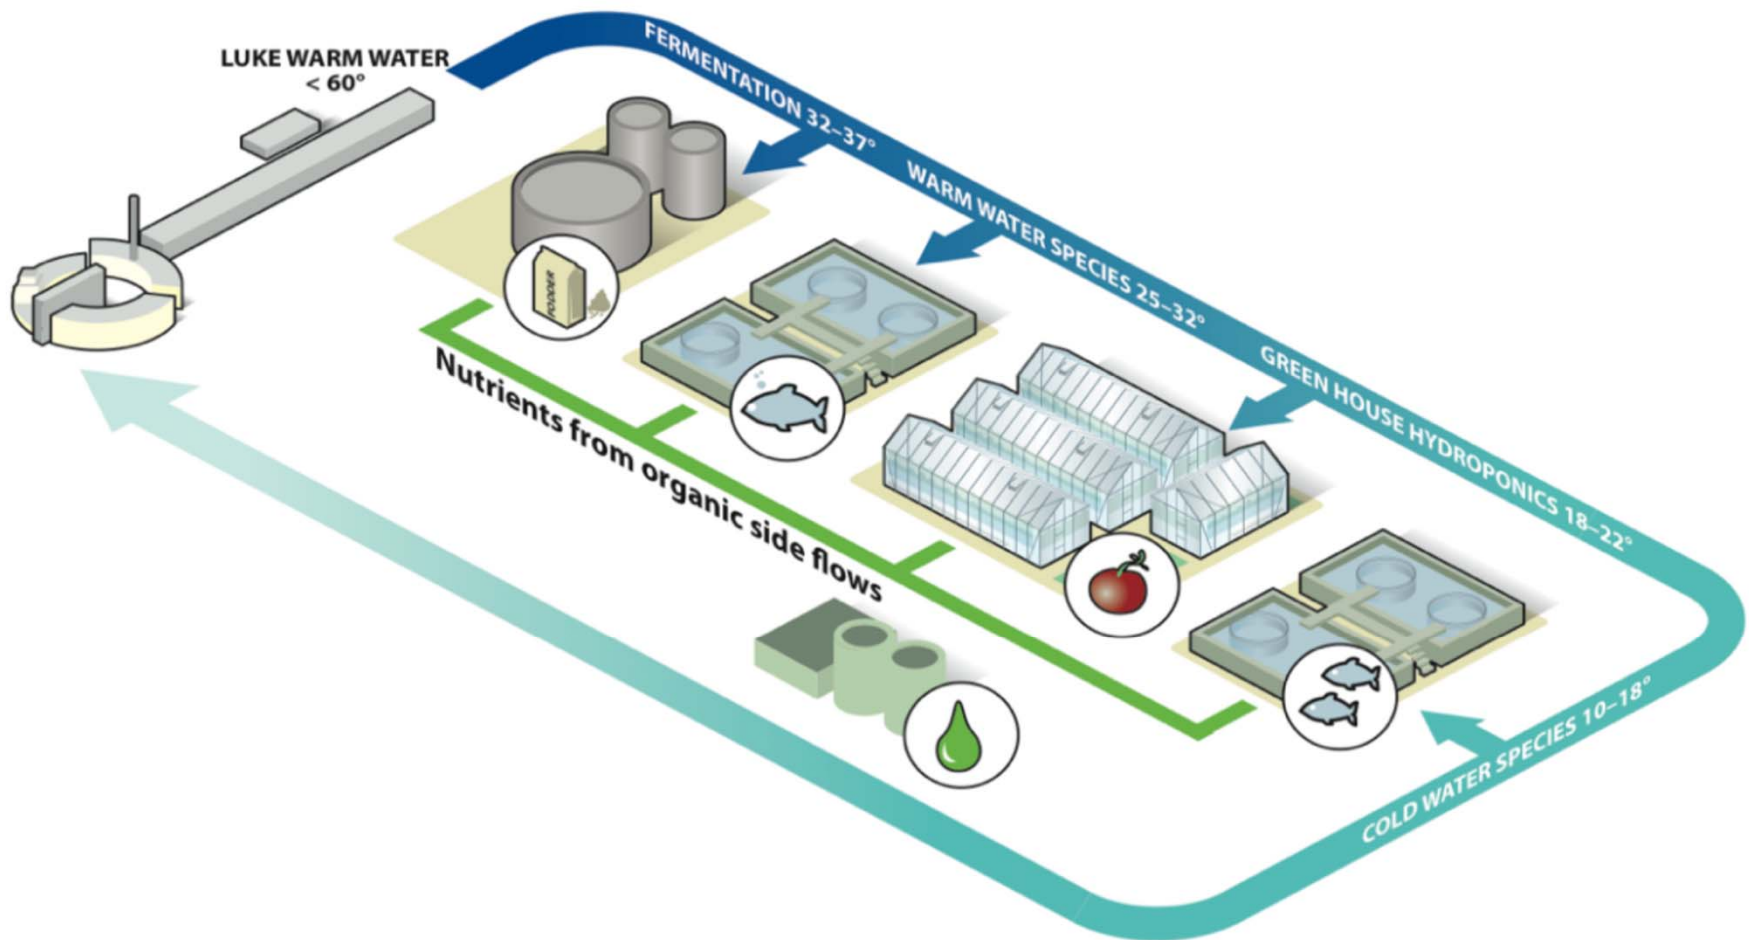 LUKE WARM WATER
< 60°
FERMENTATION 32–37°
WARM WATER SPECIES 25–32°
GREEN HOUSE HYDROPONICS 18–22°
COLD WATER SPECIES 10–18°
FODDER
Nutrients from organic side flows